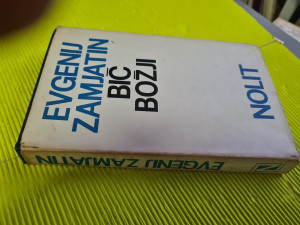 EVGENIJ
ZAMJATIN
BIČ
BOŽJI
NOLIT
EVGENIJ ZAMJATIN